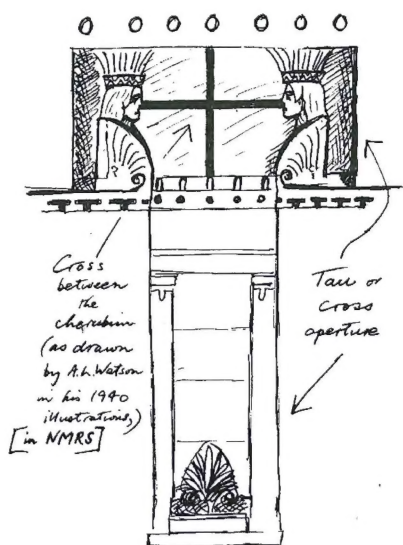 Cross
between
the
cherubim
(as drawn
by A.L. Watson
in his 1940
illustrations,)
[in NMRS]
Tau or
Cross
aperture